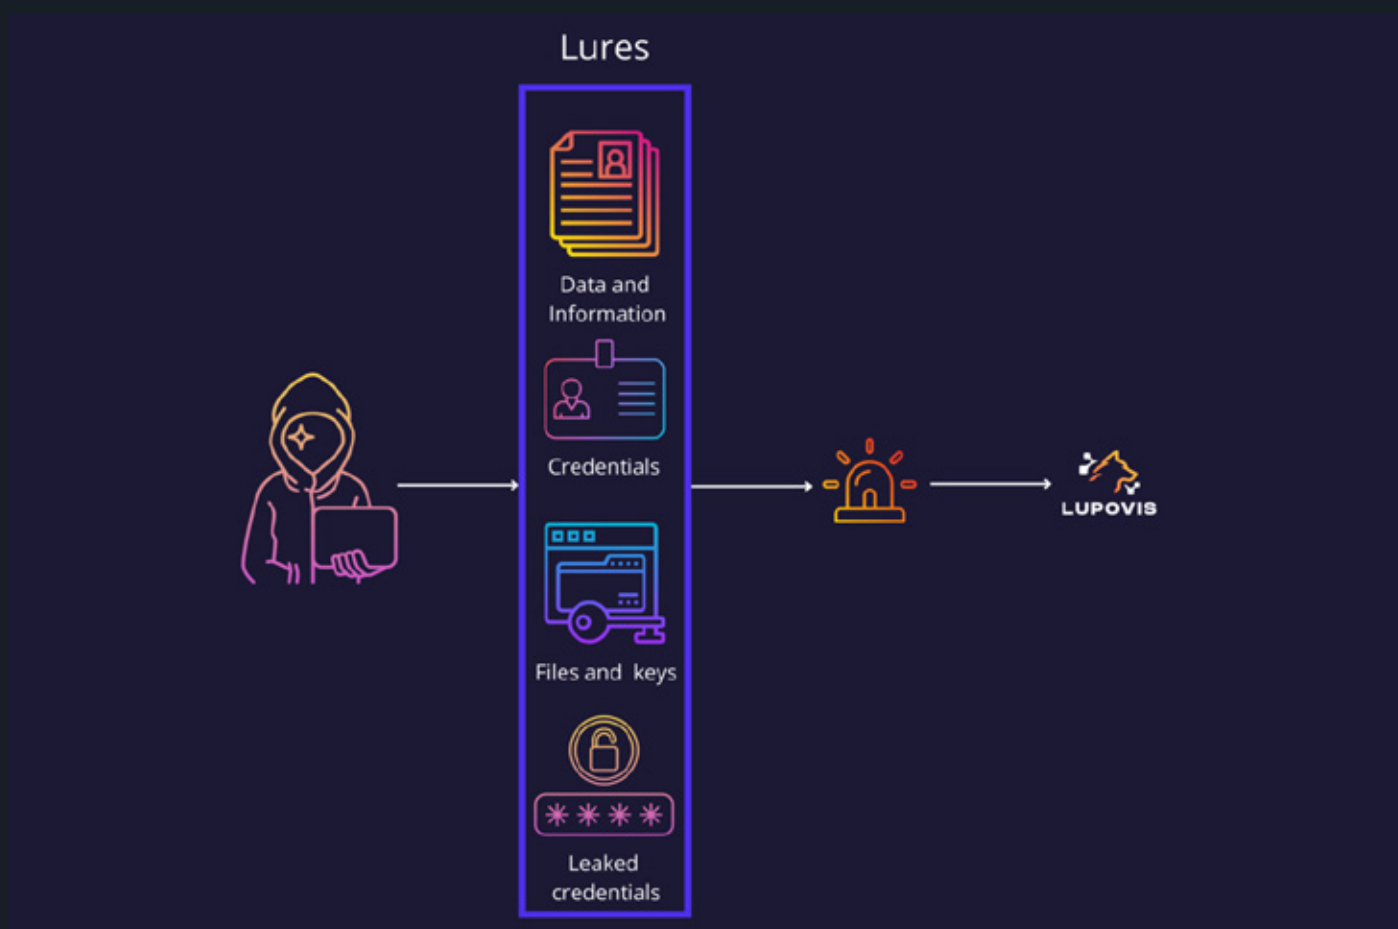 Lures
Data and
Information
Credentials
Files and keys
Leaked
credentials
LUPOVIS